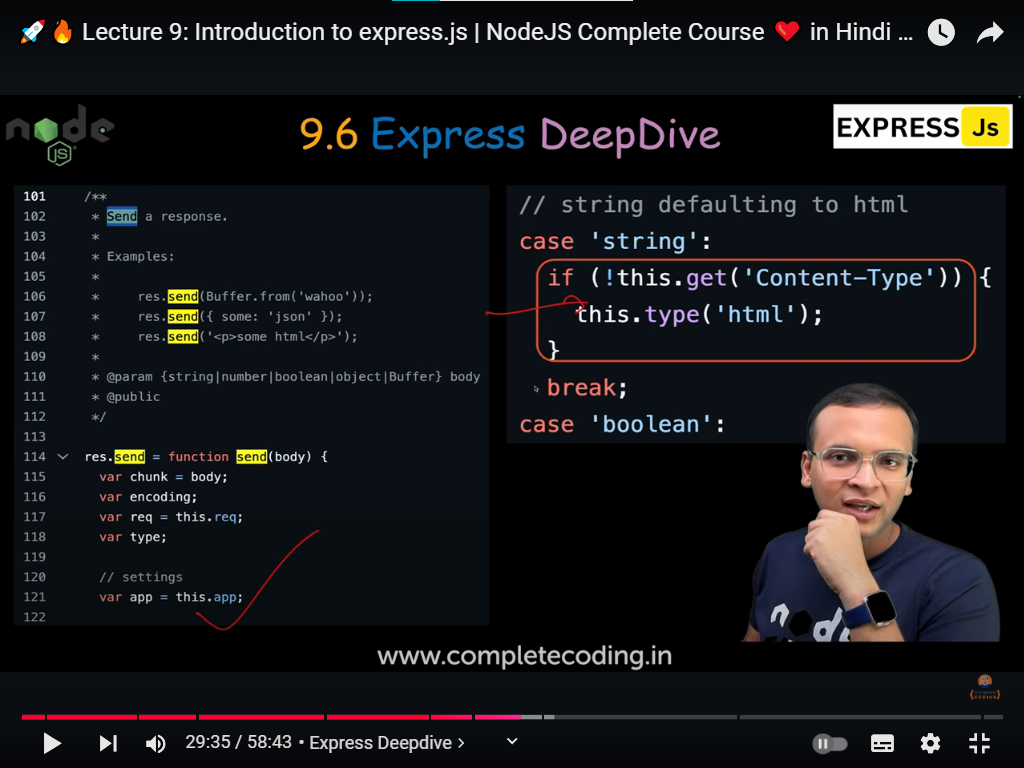 🚀🔥 Lecture 9: Introduction to express.js | NodeJS Complete Course ❤️ in Hindi ...
node
JS
9.6 Express DeepDive
EXPRESS Js
101 /**
102 * Send a response.
103 *
104 * Examples:
105 *
106 * res.send(Buffer.from('wahoo'));
107 * res.send({ some: 'json' });
108 * res.send('<p>some html</p>');
109 *
110 * @param {string|number|boolean|object|Buffer} body
111 * @public
112 */
113
114 res.send = function send(body) {
115 var chunk = body;
116 var encoding;
117 var req = this.req;
118 var type;
119
120 // settings
121 var app = this.app;
122
// string defaulting to html
case 'string':
if (!this.get('Content-Type')) {
this.type('html');
}
break;
case 'boolean':
www.completecoding.in
29:35 / 58:43 • Express Deepdive ›